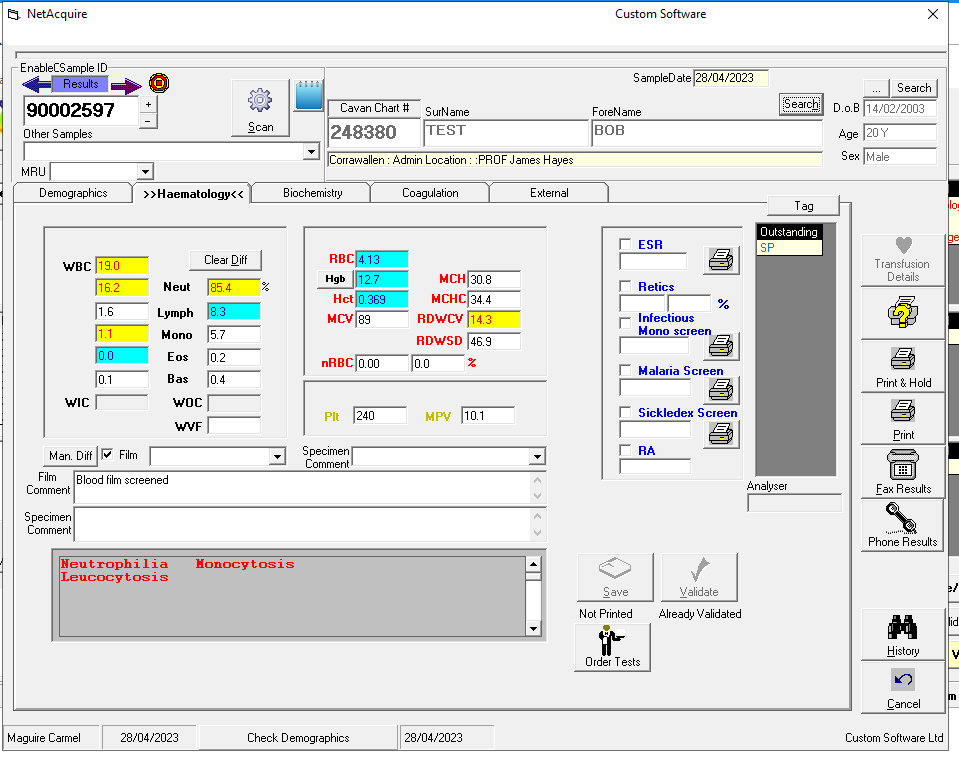 NetAcquire
Custom Software
EnableCSample ID
Results
90002597
+
-
Other Samples
MRU
Scan
SampleDate 28/04/2023
Cavan Chart #
SurName
ForeName
Search
... Search
248380
TEST
BOB
D.o.B 14/02/2003
Age 20Y
Sex Male
Corrawallen : Admin Location : :PROF James Hayes
Demographics
>>Haematology<<
Biochemistry
Coagulation
External
Tag
WBC 19.0
Clear Diff
16.2 Neut 85.4 %
1.6 Lymph 8.3
1.1 Mono 5.7
0.0 Eos 0.2
0.1 Bas 0.4
WIC WOC
WVF
RBC 4.13
Hgb 12.7 MCH 30.8
Hct 0.369 MCHC 34.4
MCV 89 RDWCV 14.3
RDWSD 46.9
nRBC 0.00 0.0 %
Plt 240 MPV 10.1
ESR
Retics
%
Infectious
Mono screen
Malaria Screen
Sickledex Screen
RA
Outstanding
SP
Analyser
Transfusion
Details
Print & Hold
Print
Fax Results
Phone Results
History
Cancel
Man. Diff
Film
Specimen
Comment
Film
Comment
Blood film screened
Specimen
Comment
Neutrophilia Monocytosis
Leucocytosis
Save
Validate
Not Printed
Already Validated
Order Tests
Maguire Carmel
28/04/2023
Check Demographics
28/04/2023
Custom Software Ltd